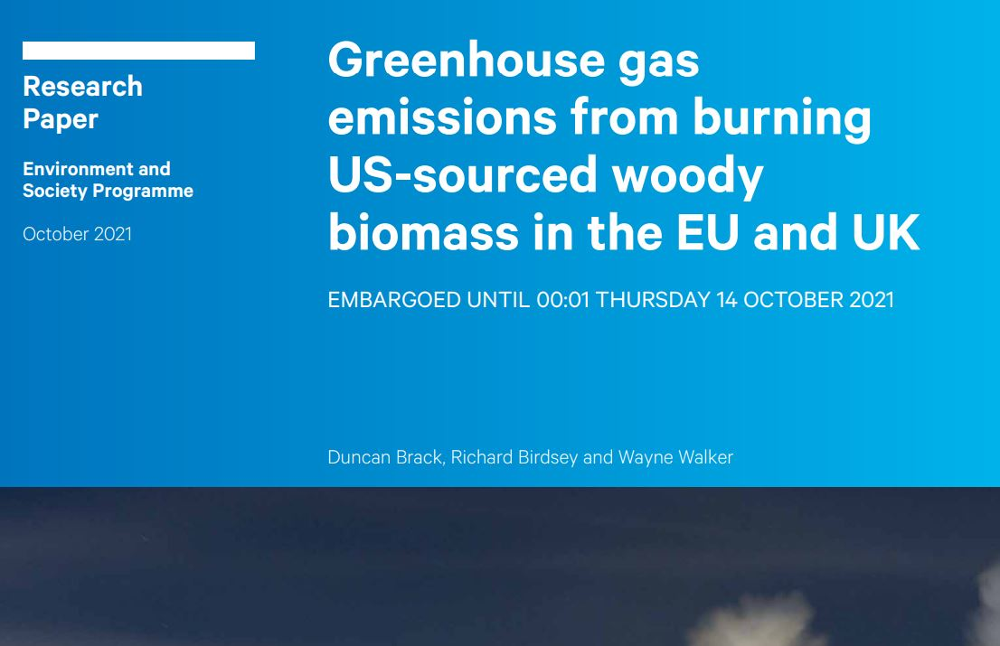 Research
Paper
Environment and
Society Programme
October 2021
Greenhouse gas
emissions from burning
US-sourced woody
biomass in the EU and UK
EMBARGOED UNTIL 00:01 THURSDAY 14 OCTOBER 2021
Duncan Brack, Richard Birdsey and Wayne Walker